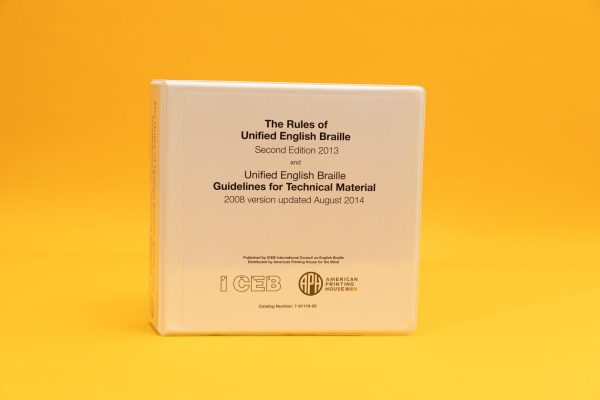 The Rules of
Unified English Braille
Second Edition 2013
and
Unified English Braille
Guidelines for Technical Material
2008 version updated August 2014
Published by ICEB International Council on English Braille
Distributed by American Printing House for the Blind
ICEB
APH
AMERICAN
PRINTING
HOUSE
Catalog Number: 7-91116-00